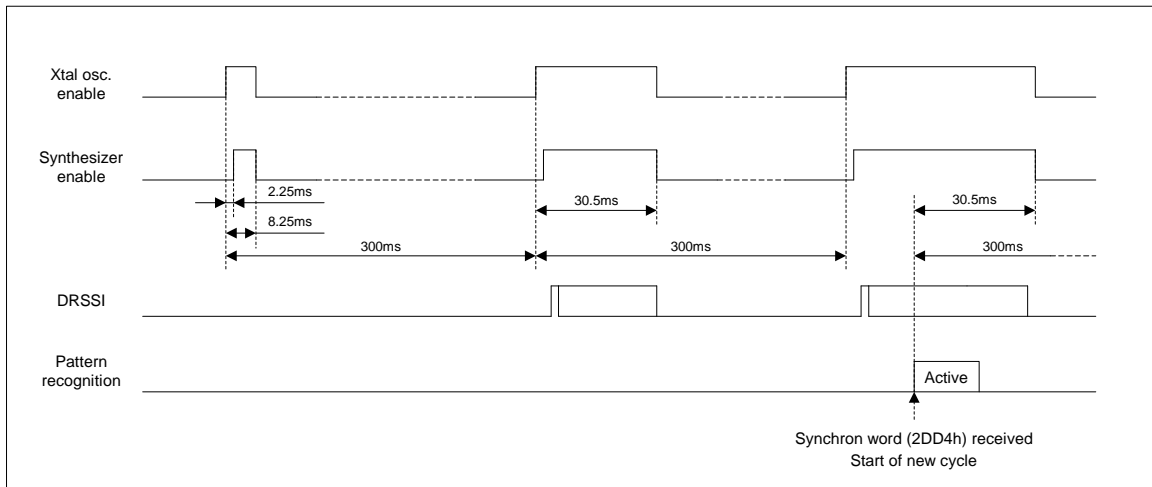 Xtal osc.
enable
Synthesizer
enable
2.25ms
30.5ms
30.5ms
8.25ms
300ms
300ms
300ms
DRSSI
Pattern
recognition
Active
Synchron word (2DD4h) received
Start of new cycle